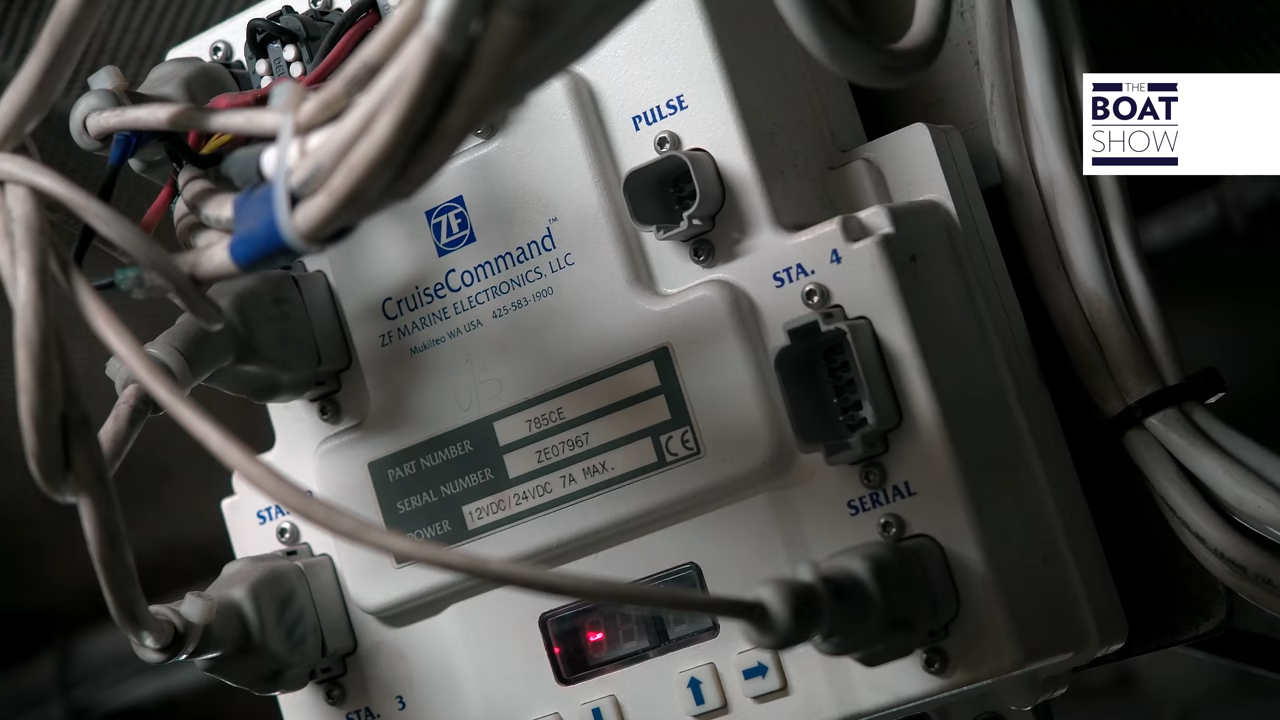 THE
BOAT
SHOW
PULSE
ZF
CruiseCommand™
ZF MARINE ELECTRONICS, LLC
Mukilteo WA USA 425-583-1900
STA. 4
PART NUMBER 785CE
SERIAL NUMBER ZE07967
POWER 12VDC/24VDC 7A MAX.
CE
STA.
SERIAL
STA. 3